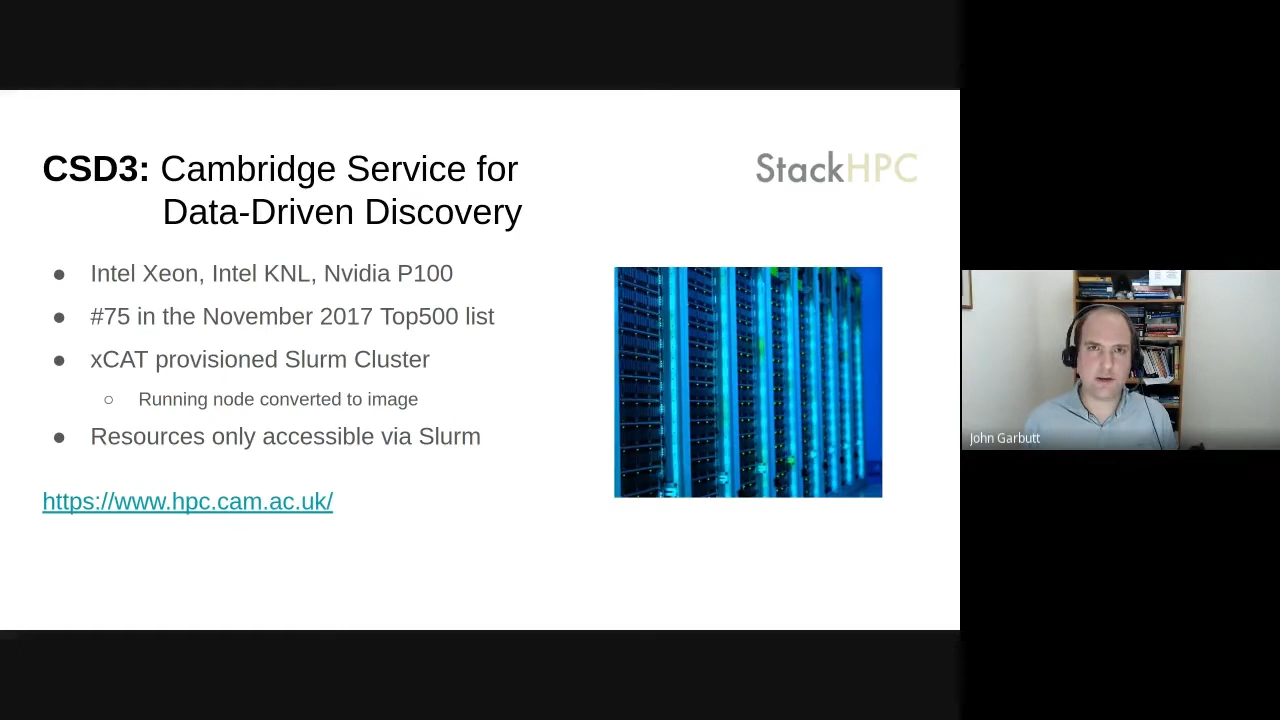 CSD3: Cambridge Service for
Data-Driven Discovery
StackHPC
● Intel Xeon, Intel KNL, Nvidia P100
● #75 in the November 2017 Top500 list
● xCAT provisioned Slurm Cluster
○ Running node converted to image
● Resources only accessible via Slurm
https://www.hpc.cam.ac.uk/
John Garbutt